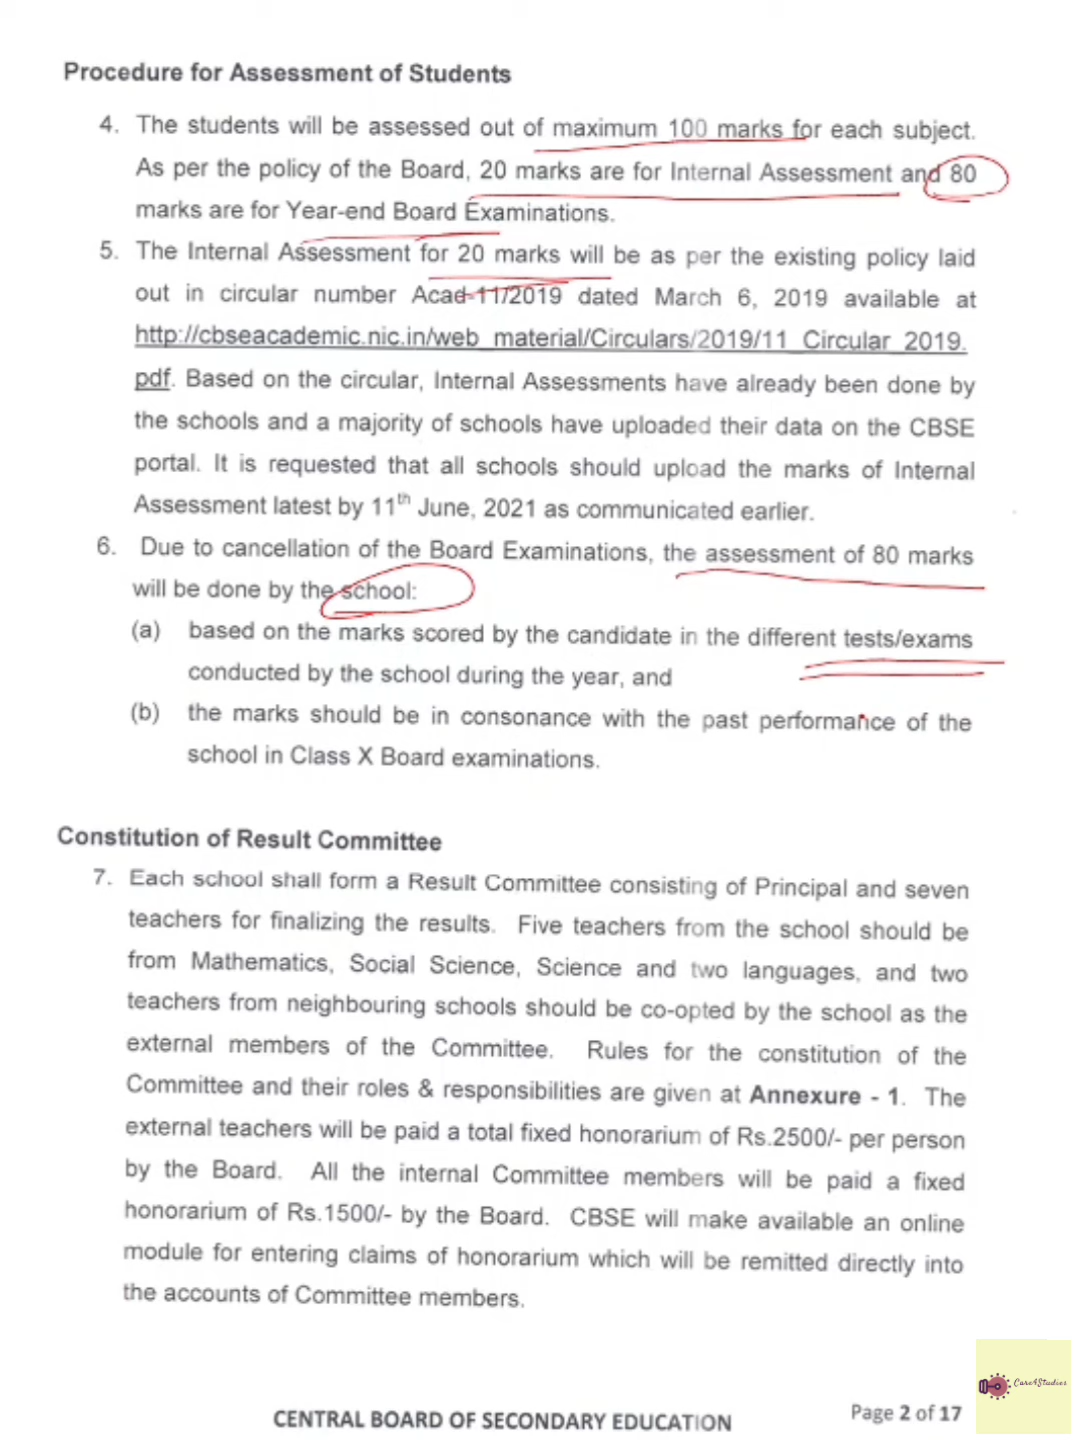 Procedure for Assessment of Students
4. The students will be assessed out of maximum 100 marks for each subject.
As per the policy of the Board, 20 marks are for Internal Assessment and 80
marks are for Year-end Board Examinations.
5. The Internal Assessment for 20 marks will be as per the existing policy laid
out in circular number Acad-11/2019 dated March 6, 2019 available at
http://cbseacademic.nic.in/web_material/Circulars/2019/11_Circular_2019.
pdf. Based on the circular, Internal Assessments have already been done by
the schools and a majority of schools have uploaded their data on the CBSE
portal. It is requested that all schools should upload the marks of Internal
Assessment latest by 11th June, 2021 as communicated earlier.
6. Due to cancellation of the Board Examinations, the assessment of 80 marks
will be done by the school:
(a) based on the marks scored by the candidate in the different tests/exams
conducted by the school during the year, and
(b) the marks should be in consonance with the past performance of the
school in Class X Board examinations.
Constitution of Result Committee
7. Each school shall form a Result Committee consisting of Principal and seven
teachers for finalizing the results. Five teachers from the school should be
from Mathematics, Social Science, Science and two languages, and two
teachers from neighbouring schools should be co-opted by the school as the
external members of the Committee. Rules for the constitution of the
Committee and their roles & responsibilities are given at Annexure - 1. The
external teachers will be paid a total fixed honorarium of Rs.2500/- per person
by the Board. All the internal Committee members will be paid a fixed
honorarium of Rs.1500/- by the Board. CBSE will make available an online
module for entering claims of honorarium which will be remitted directly into
the accounts of Committee members.
Care4Studies
CENTRAL BOARD OF SECONDARY EDUCATION
Page 2 of 17